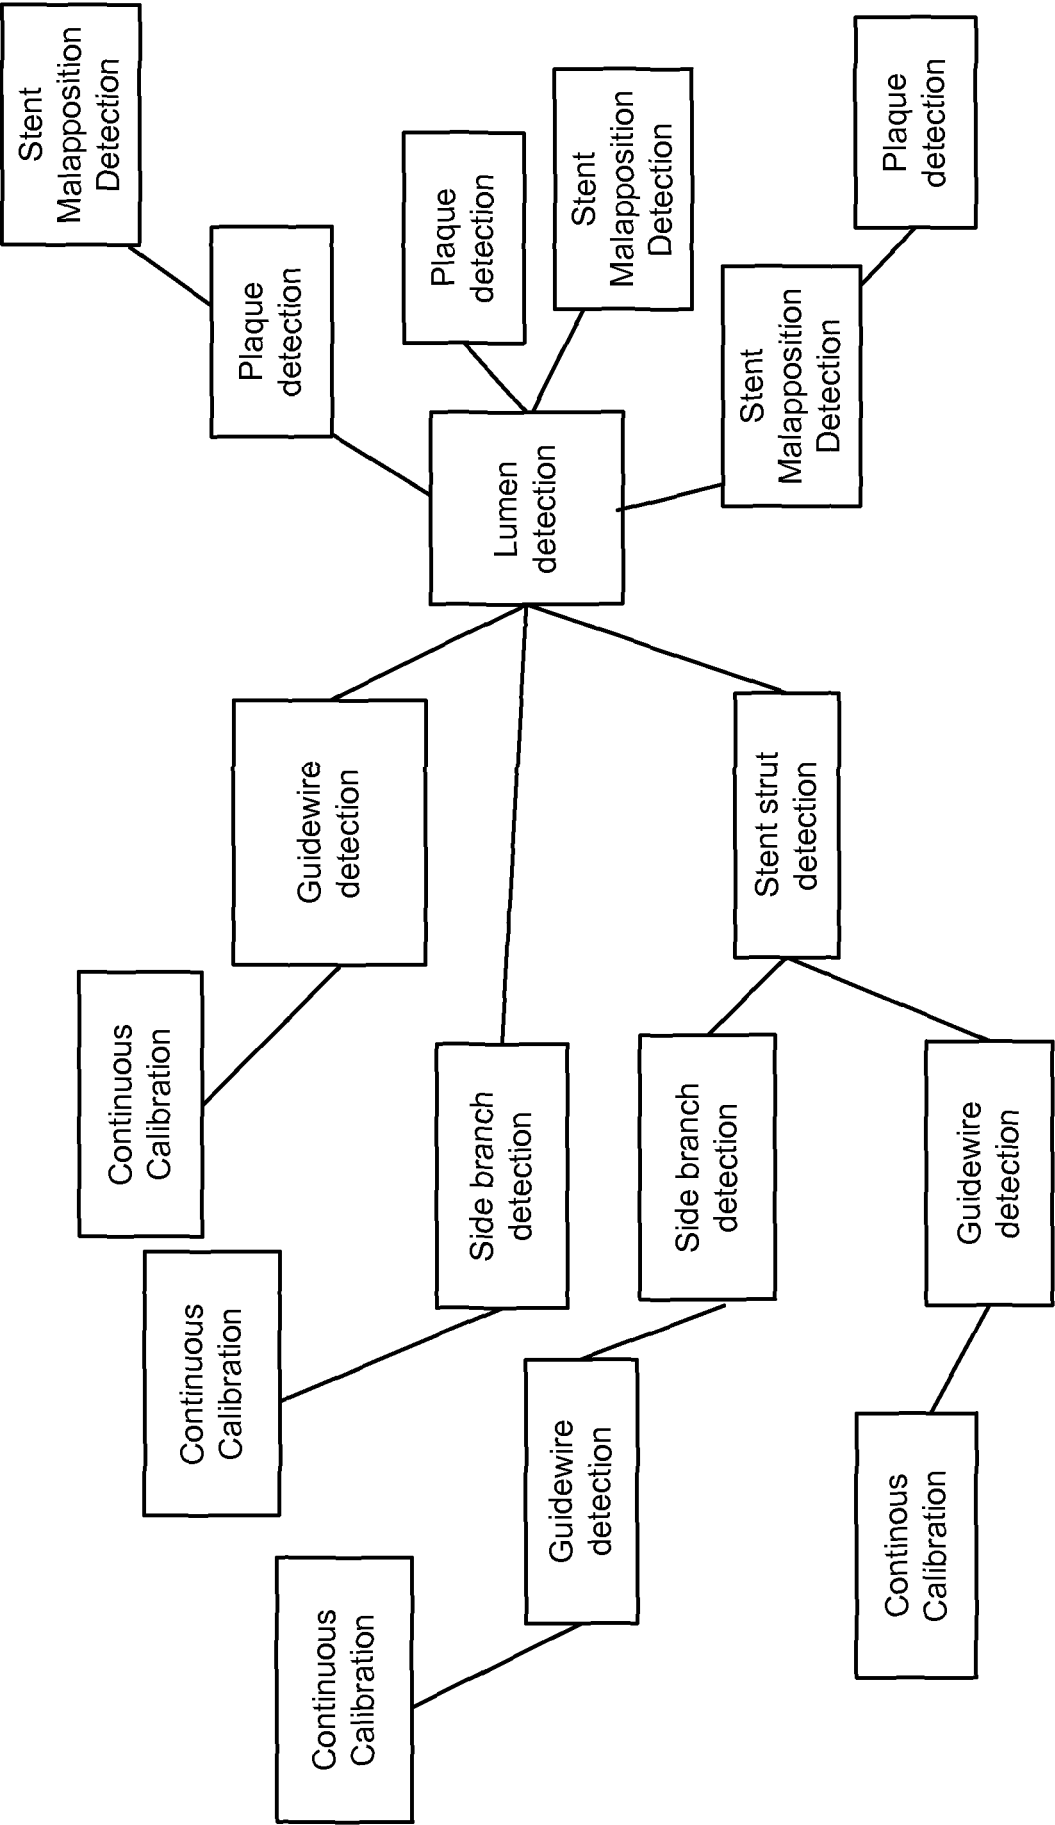 Stent
Malapposition
Detection
Plaque
detection
Plaque
detection
Stent
Malapposition
Detection
Plaque
detection
Stent
Malapposition
Detection
Lumen
detection
Guidewire
detection
Stent strut
detection
Continuous
Calibration
Side branch
detection
Side branch
detection
Guidewire
detection
Continuous
Calibration
Guidewire
detection
Continous
Calibration
Continuous
Calibration